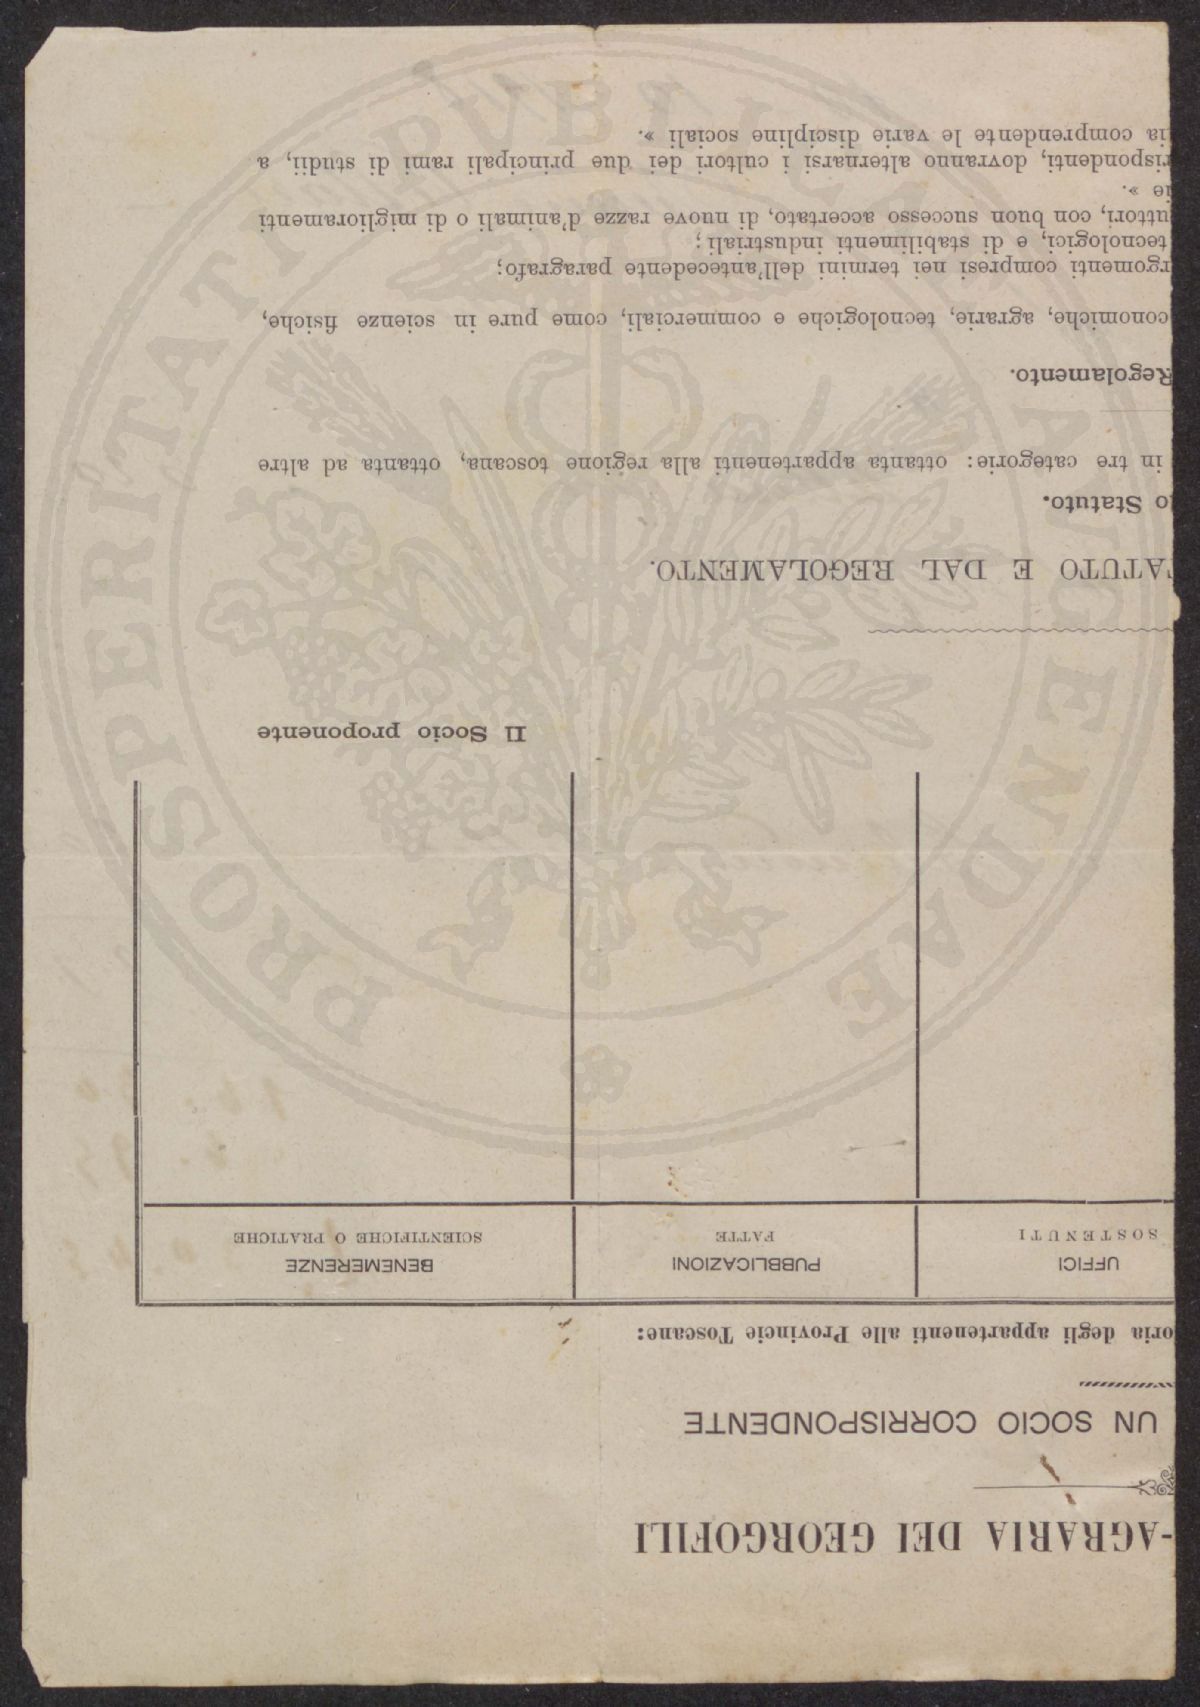 -AGRARIA DEI GEORGOFILI
UN SOCIO CORRISPONDENTE
oria degli appartenenti alle Provincie Toscane:
UFFICI
SOSTENUTI
PUBBLICAZIONI
FATTE
BENEMERENZE
SCIENTIFICHE O PRATICHE
Il Socio proponente
ATUTO E DAL REGOLAMENTO.
o Statuto.
in tre categorie: ottanta appartenenti alla regione toscana, ottanta ad altre
Regolamento.
conomiche, agrarie, tecnologiche e commerciali, come pure in scienze fisiche,
rgomenti compresi nei termini dell'antecedente paragrafo;
tecnologici, e di stabilimenti industriali;
uttori, con buon successo accertato, di nuove razze d'animali o di miglioramenti
ie ».
rispondenti, dovranno alternarsi i cultori dei due principali rami di studii, a
ia comprendente le varie discipline sociali ».
PROSPERITATI PVBLICAE AVGENDAE